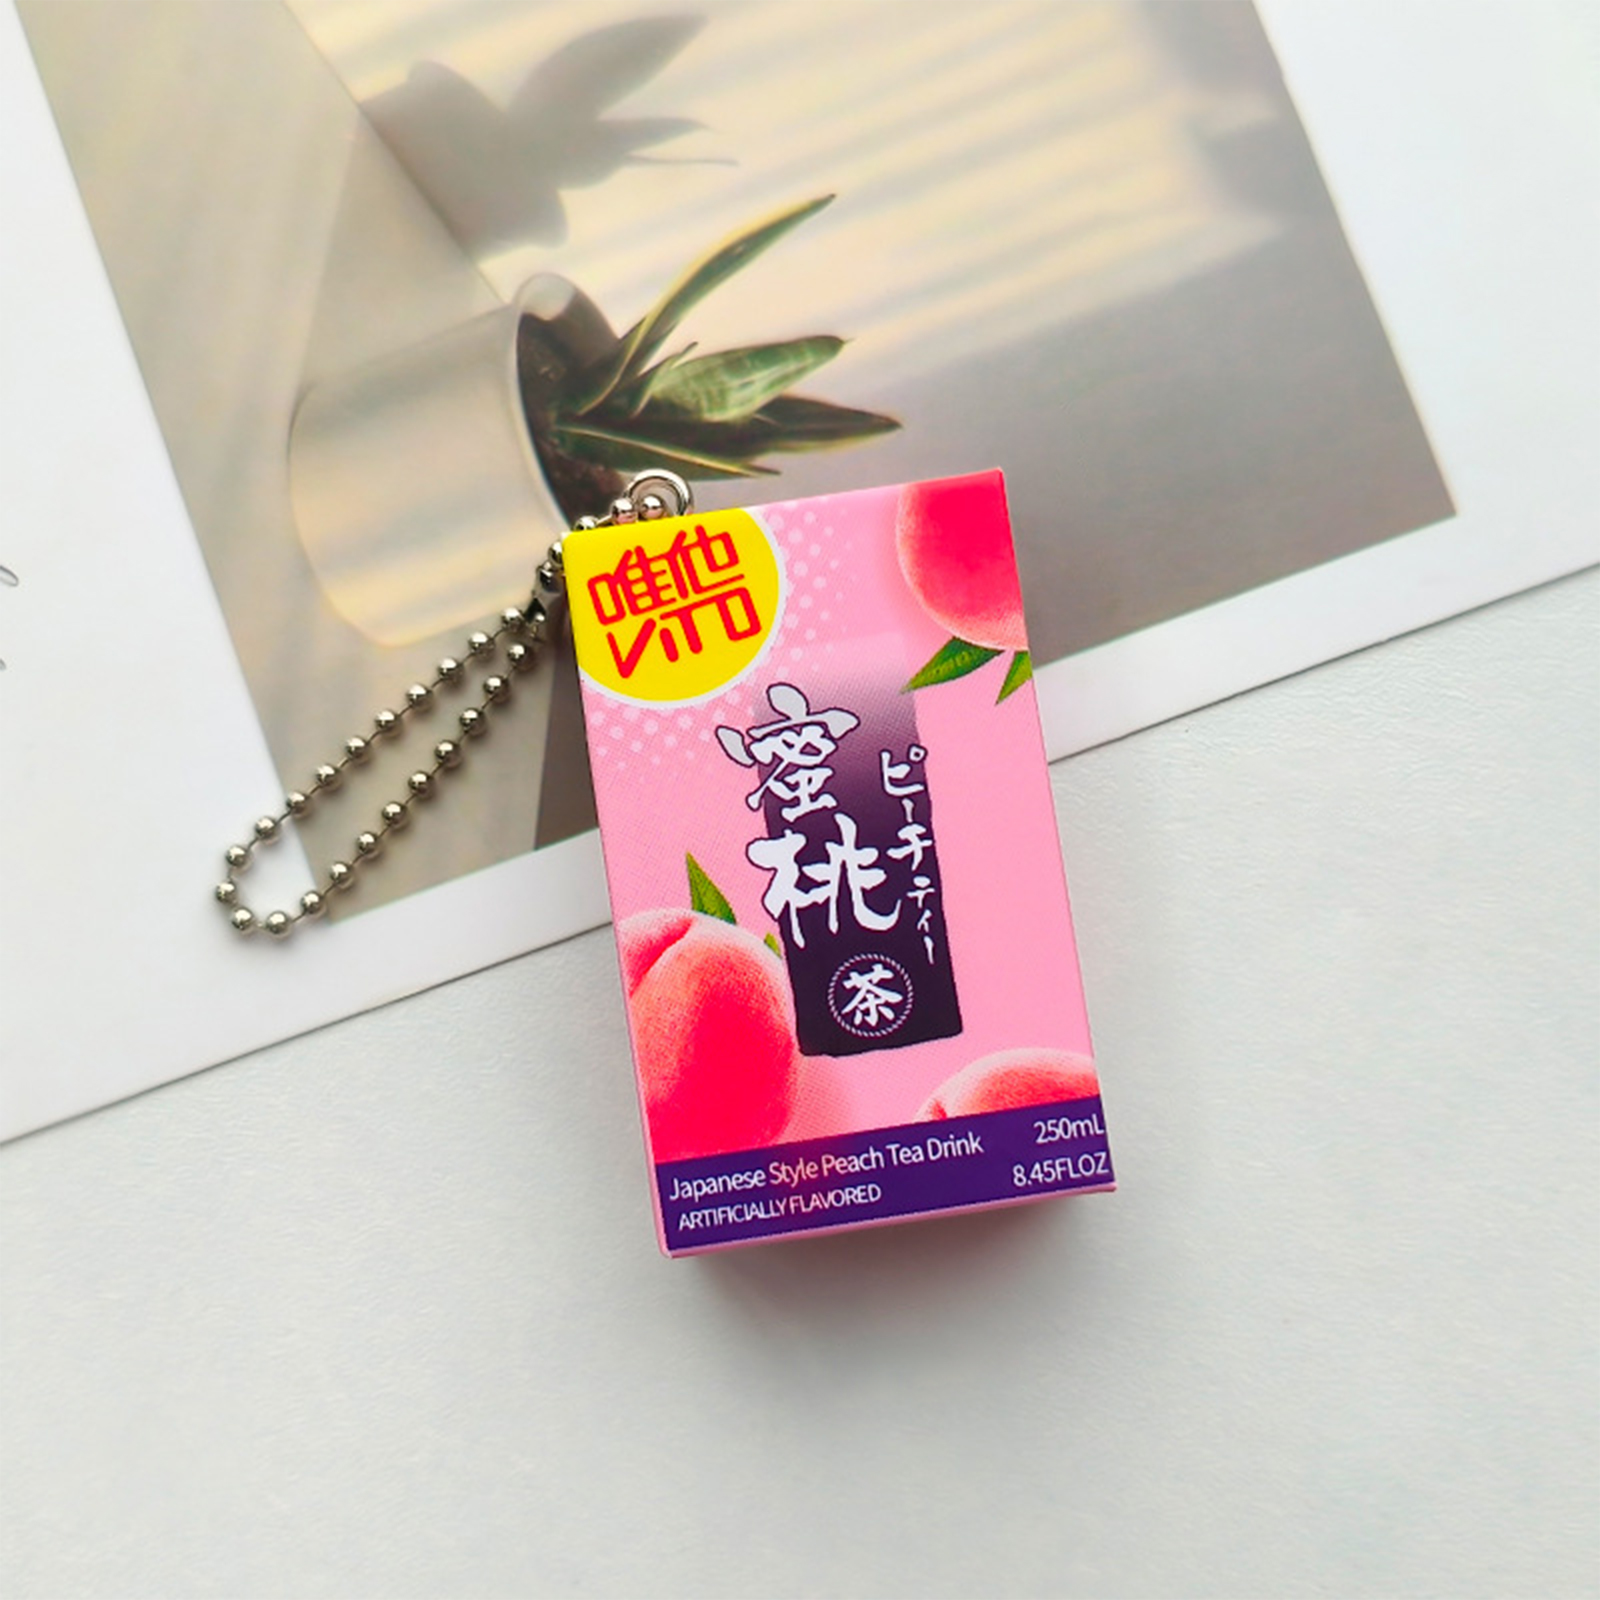 唯他
ViTO
蜜桃
ピーチティー
茶
Japanese Style Peach Tea Drink
ARTIFICIALLY FLAVORED
250mL
8.45FLOZ